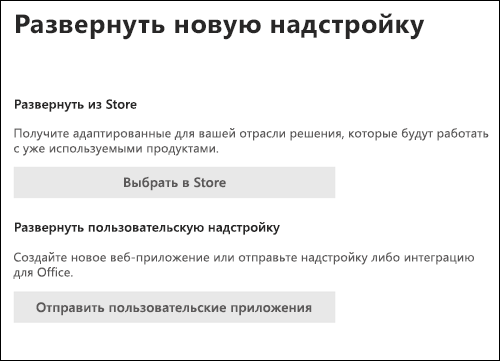 Развернуть новую надстройку
Развернуть из Store
Получите адаптированные для вашей отрасли решения, которые будут работать
с уже используемыми продуктами.
Выбрать в Store
Развернуть пользовательскую надстройку
Создайте новое веб-приложение или отправьте надстройку либо интеграцию
для Office.
Отправить пользовательские приложения